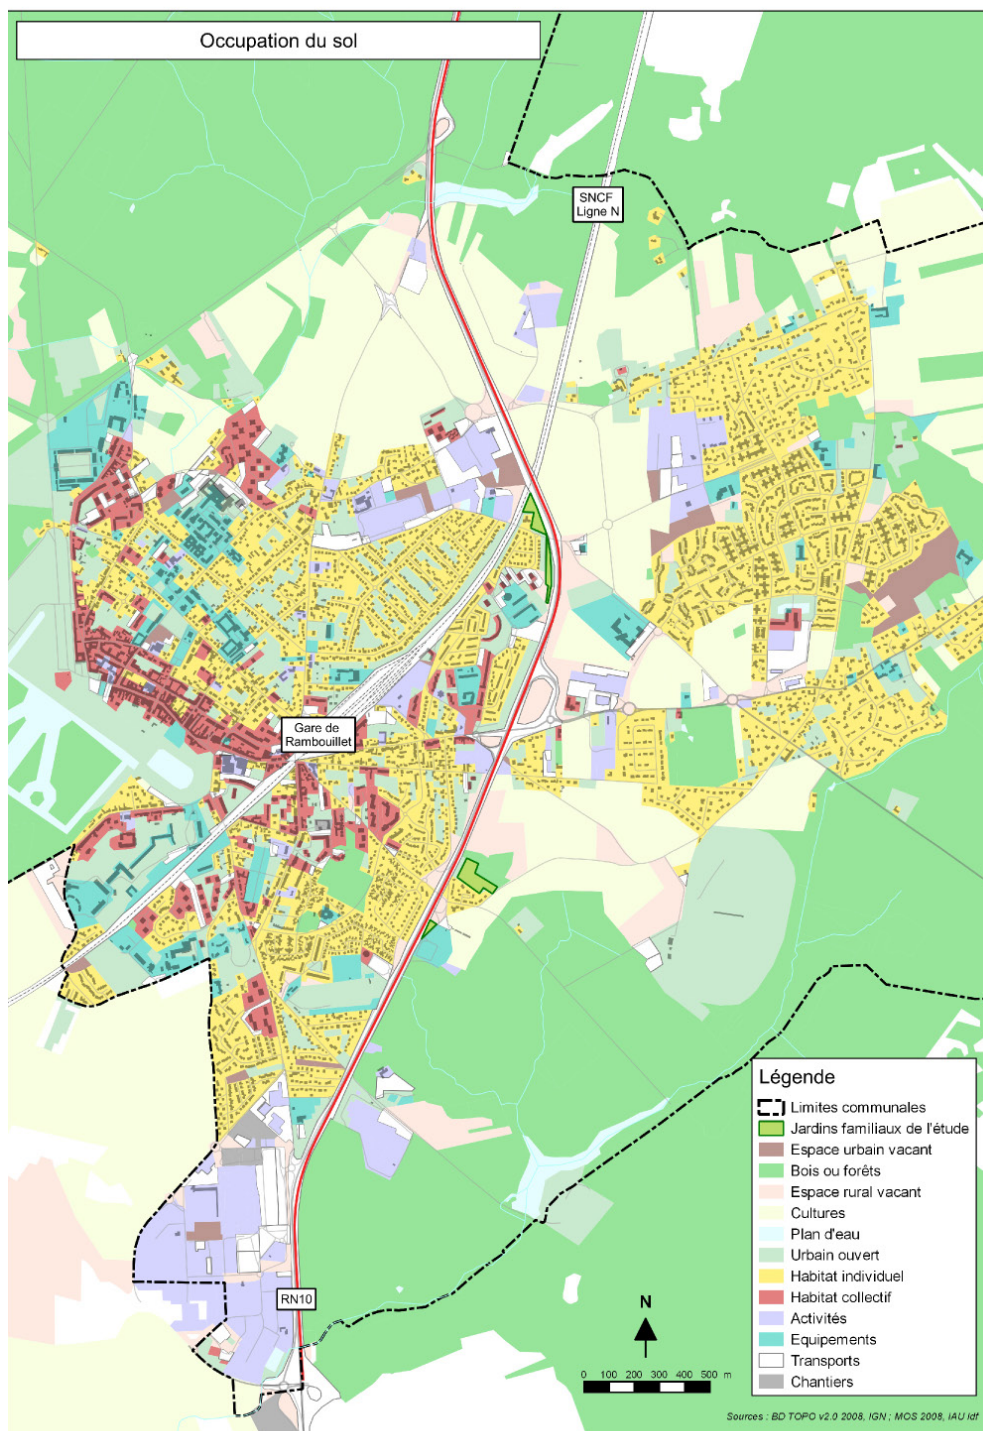 Occupation du sol
SNCF
Ligne N
Gare de
Rambouillet
RN10
Légende
Limites communales
Jardins familiaux de l'étude
Espace urbain vacant
Bois ou forêts
Espace rural vacant
Cultures
Plan d'eau
Urbain ouvert
Habitat individuel
Habitat collectif
Activités
Equipements
Transports
Chantiers
N
0 100 200 300 400 500 m
Sources : BD TOPO v2.0 2008, IGN ; MOS 2008, IAU idf